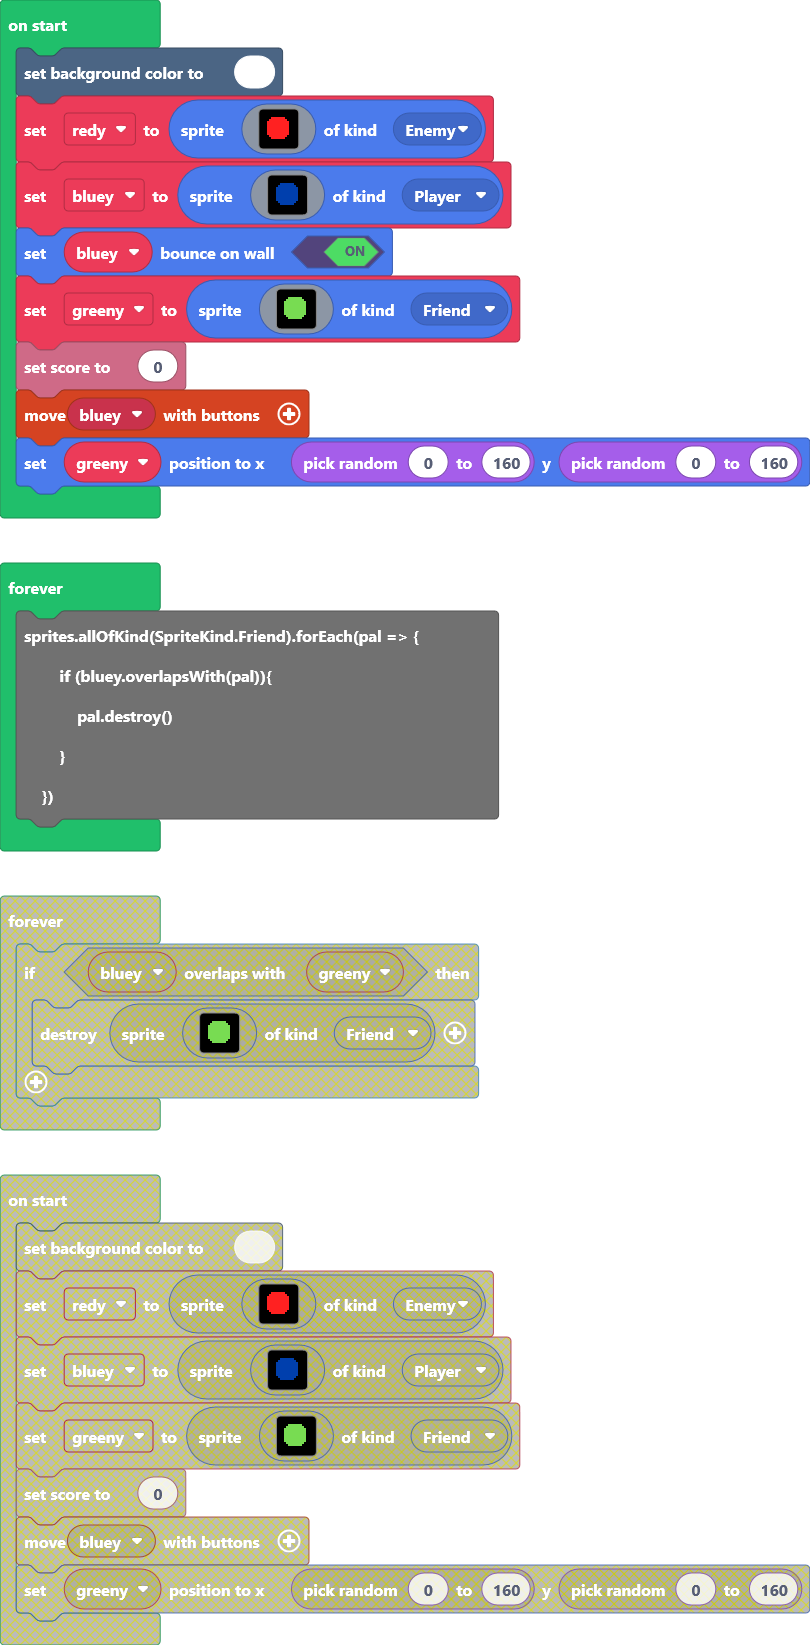 on start
set background color to
set redy to sprite of kind Enemy
set bluey to sprite of kind Player
set bluey bounce on wall ON
set greeny to sprite of kind Friend
set score to 0
move bluey with buttons
set greeny position to x pick random 0 to 160 y pick random 0 to 160
forever
sprites.allOfKind(SpriteKind.Friend).forEach(pal => {
if (bluey.overlapsWith(pal)){
pal.destroy()
}
})
forever
if bluey overlaps with greeny then
destroy sprite of kind Friend
on start
set background color to
set redy to sprite of kind Enemy
set bluey to sprite of kind Player
set greeny to sprite of kind Friend
set score to 0
move bluey with buttons
set greeny position to x pick random 0 to 160 y pick random 0 to 160